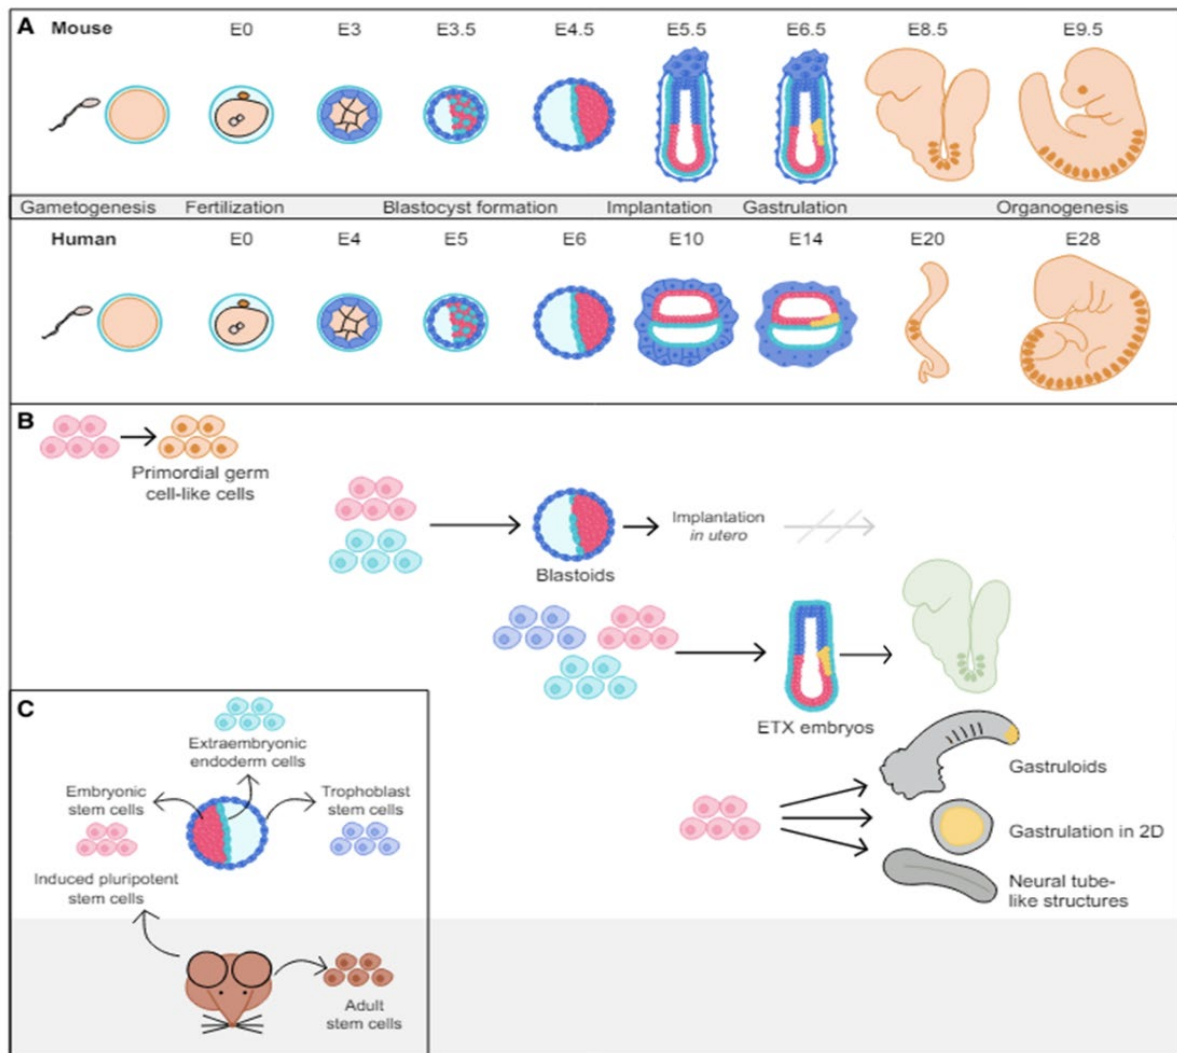 A Mouse E0 E3 E3.5 E4.5 E5.5 E6.5 E8.5 E9.5
Gametogenesis Fertilization Blastocyst formation Implantation Gastrulation Organogenesis
Human E0 E4 E5 E6 E10 E14 E20 E28
B
Primordial germ
cell-like cells
Implantation
in utero
Blastoids
ETX embryos
Gastruloids
Gastrulation in 2D
Neural tube-
like structures
C
Extraembryonic
endoderm cells
Embryonic
stem cells
Trophoblast
stem cells
Induced pluripotent
stem cells
Adult
stem cells